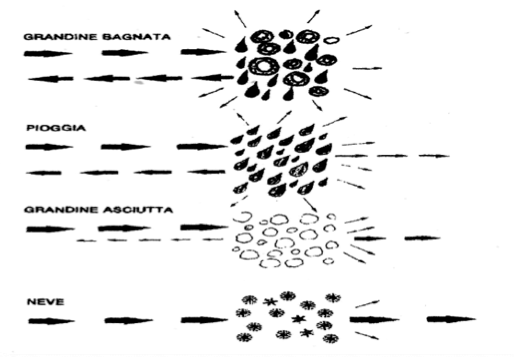 GRANDINE BAGNATA
PIOGGIA
GRANDINE ASCIUTTA
NEVE